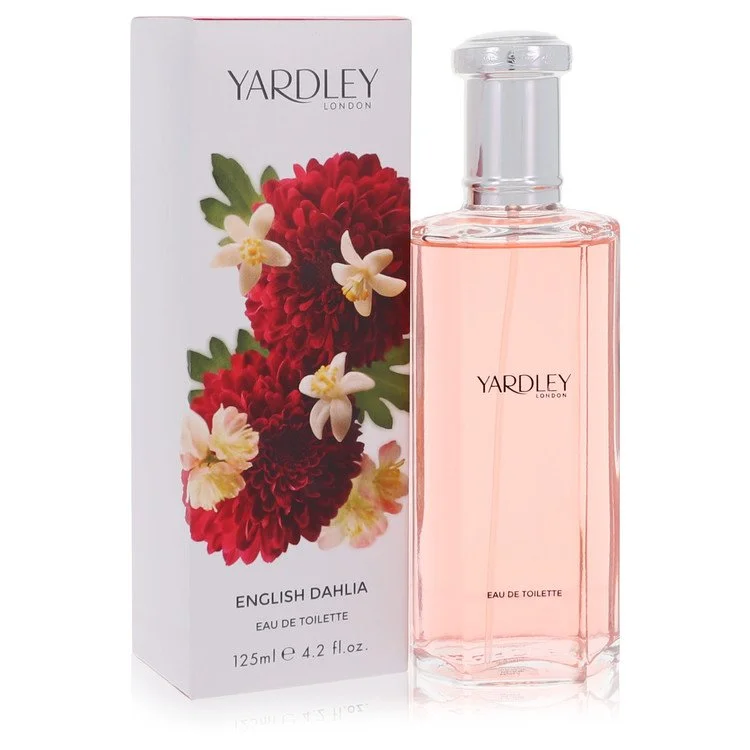 YARDLEY
LONDON
ENGLISH DAHLIA
EAU DE TOILETTE
125ml ℮ 4.2 fl.oz.
YARDLEY
LONDON
EAU DE TOILETTE